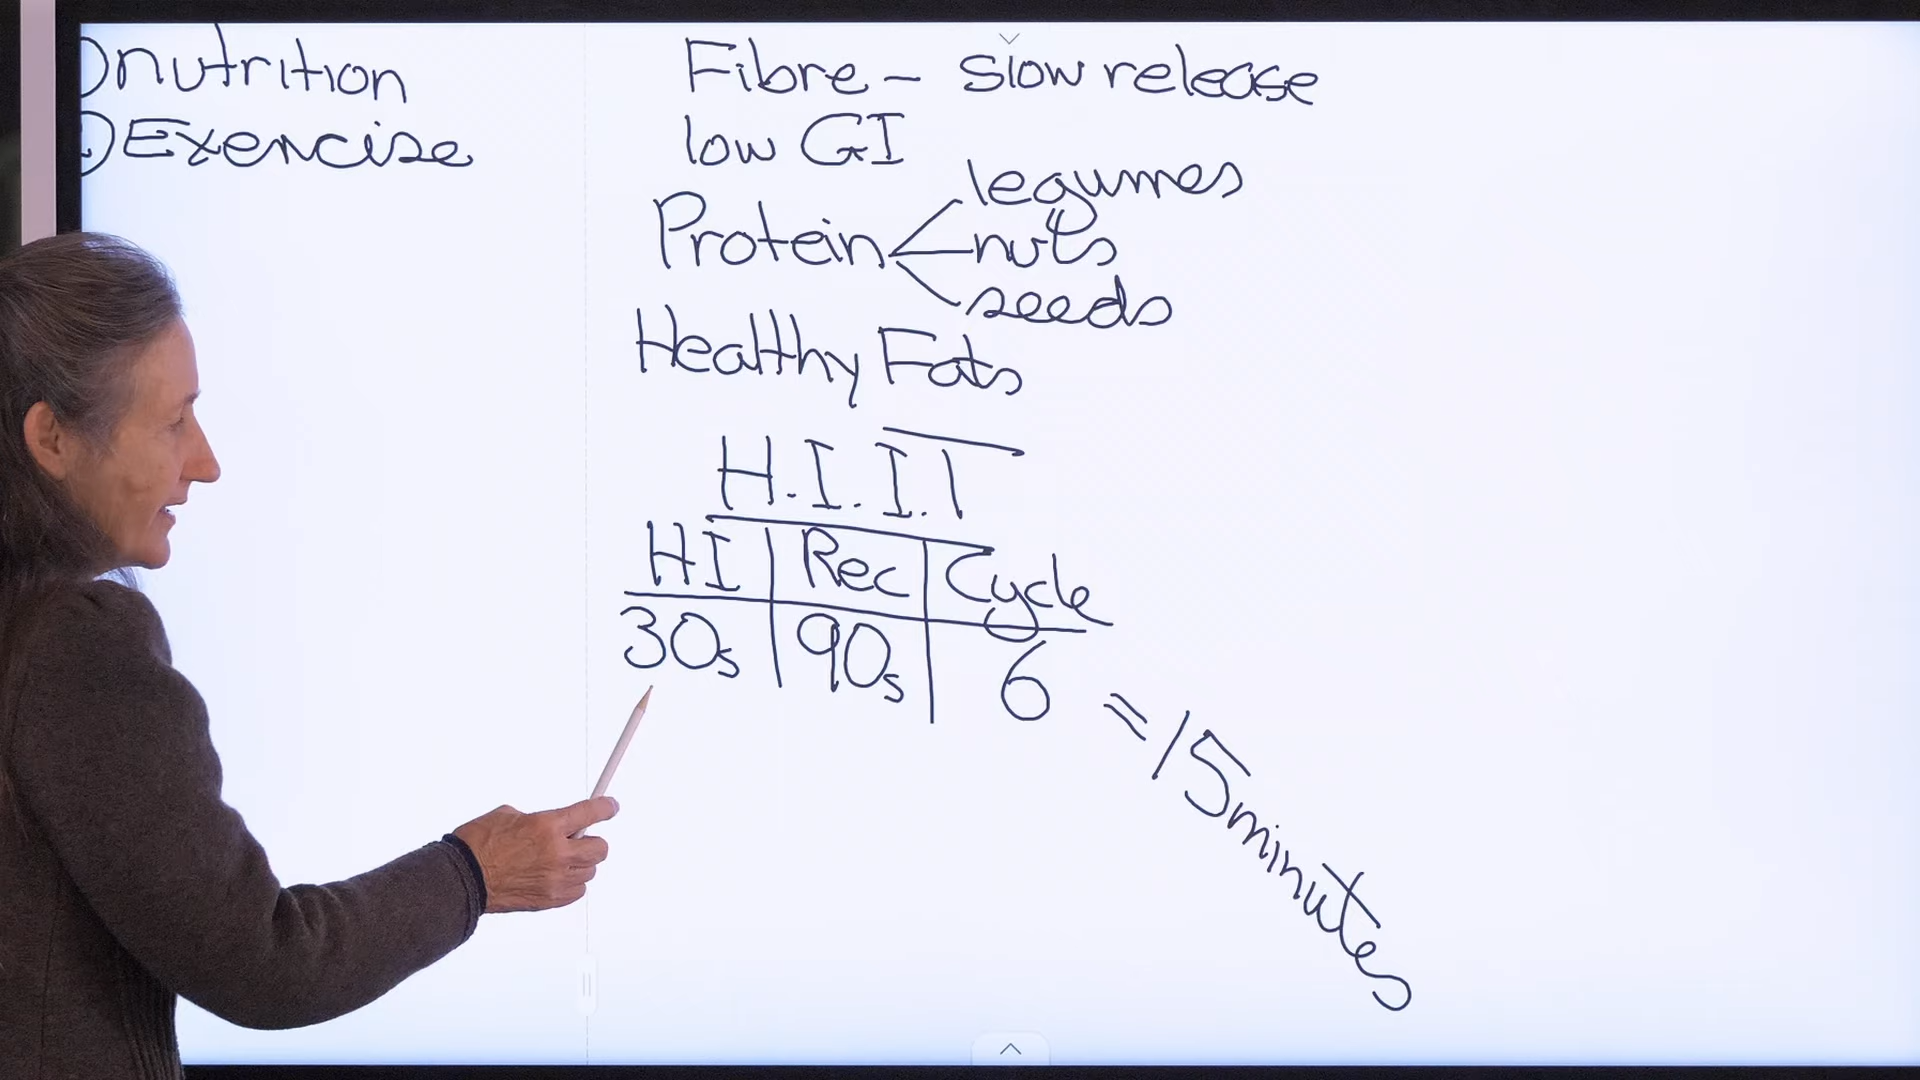 )nutrition
)Exercise
Fibre - slow release
low GI
Protein
legumes
nuts
seeds
Healthy Fats
H.I.I.T
HI Rec Cycle
30s 90s 6 = 15 minutes